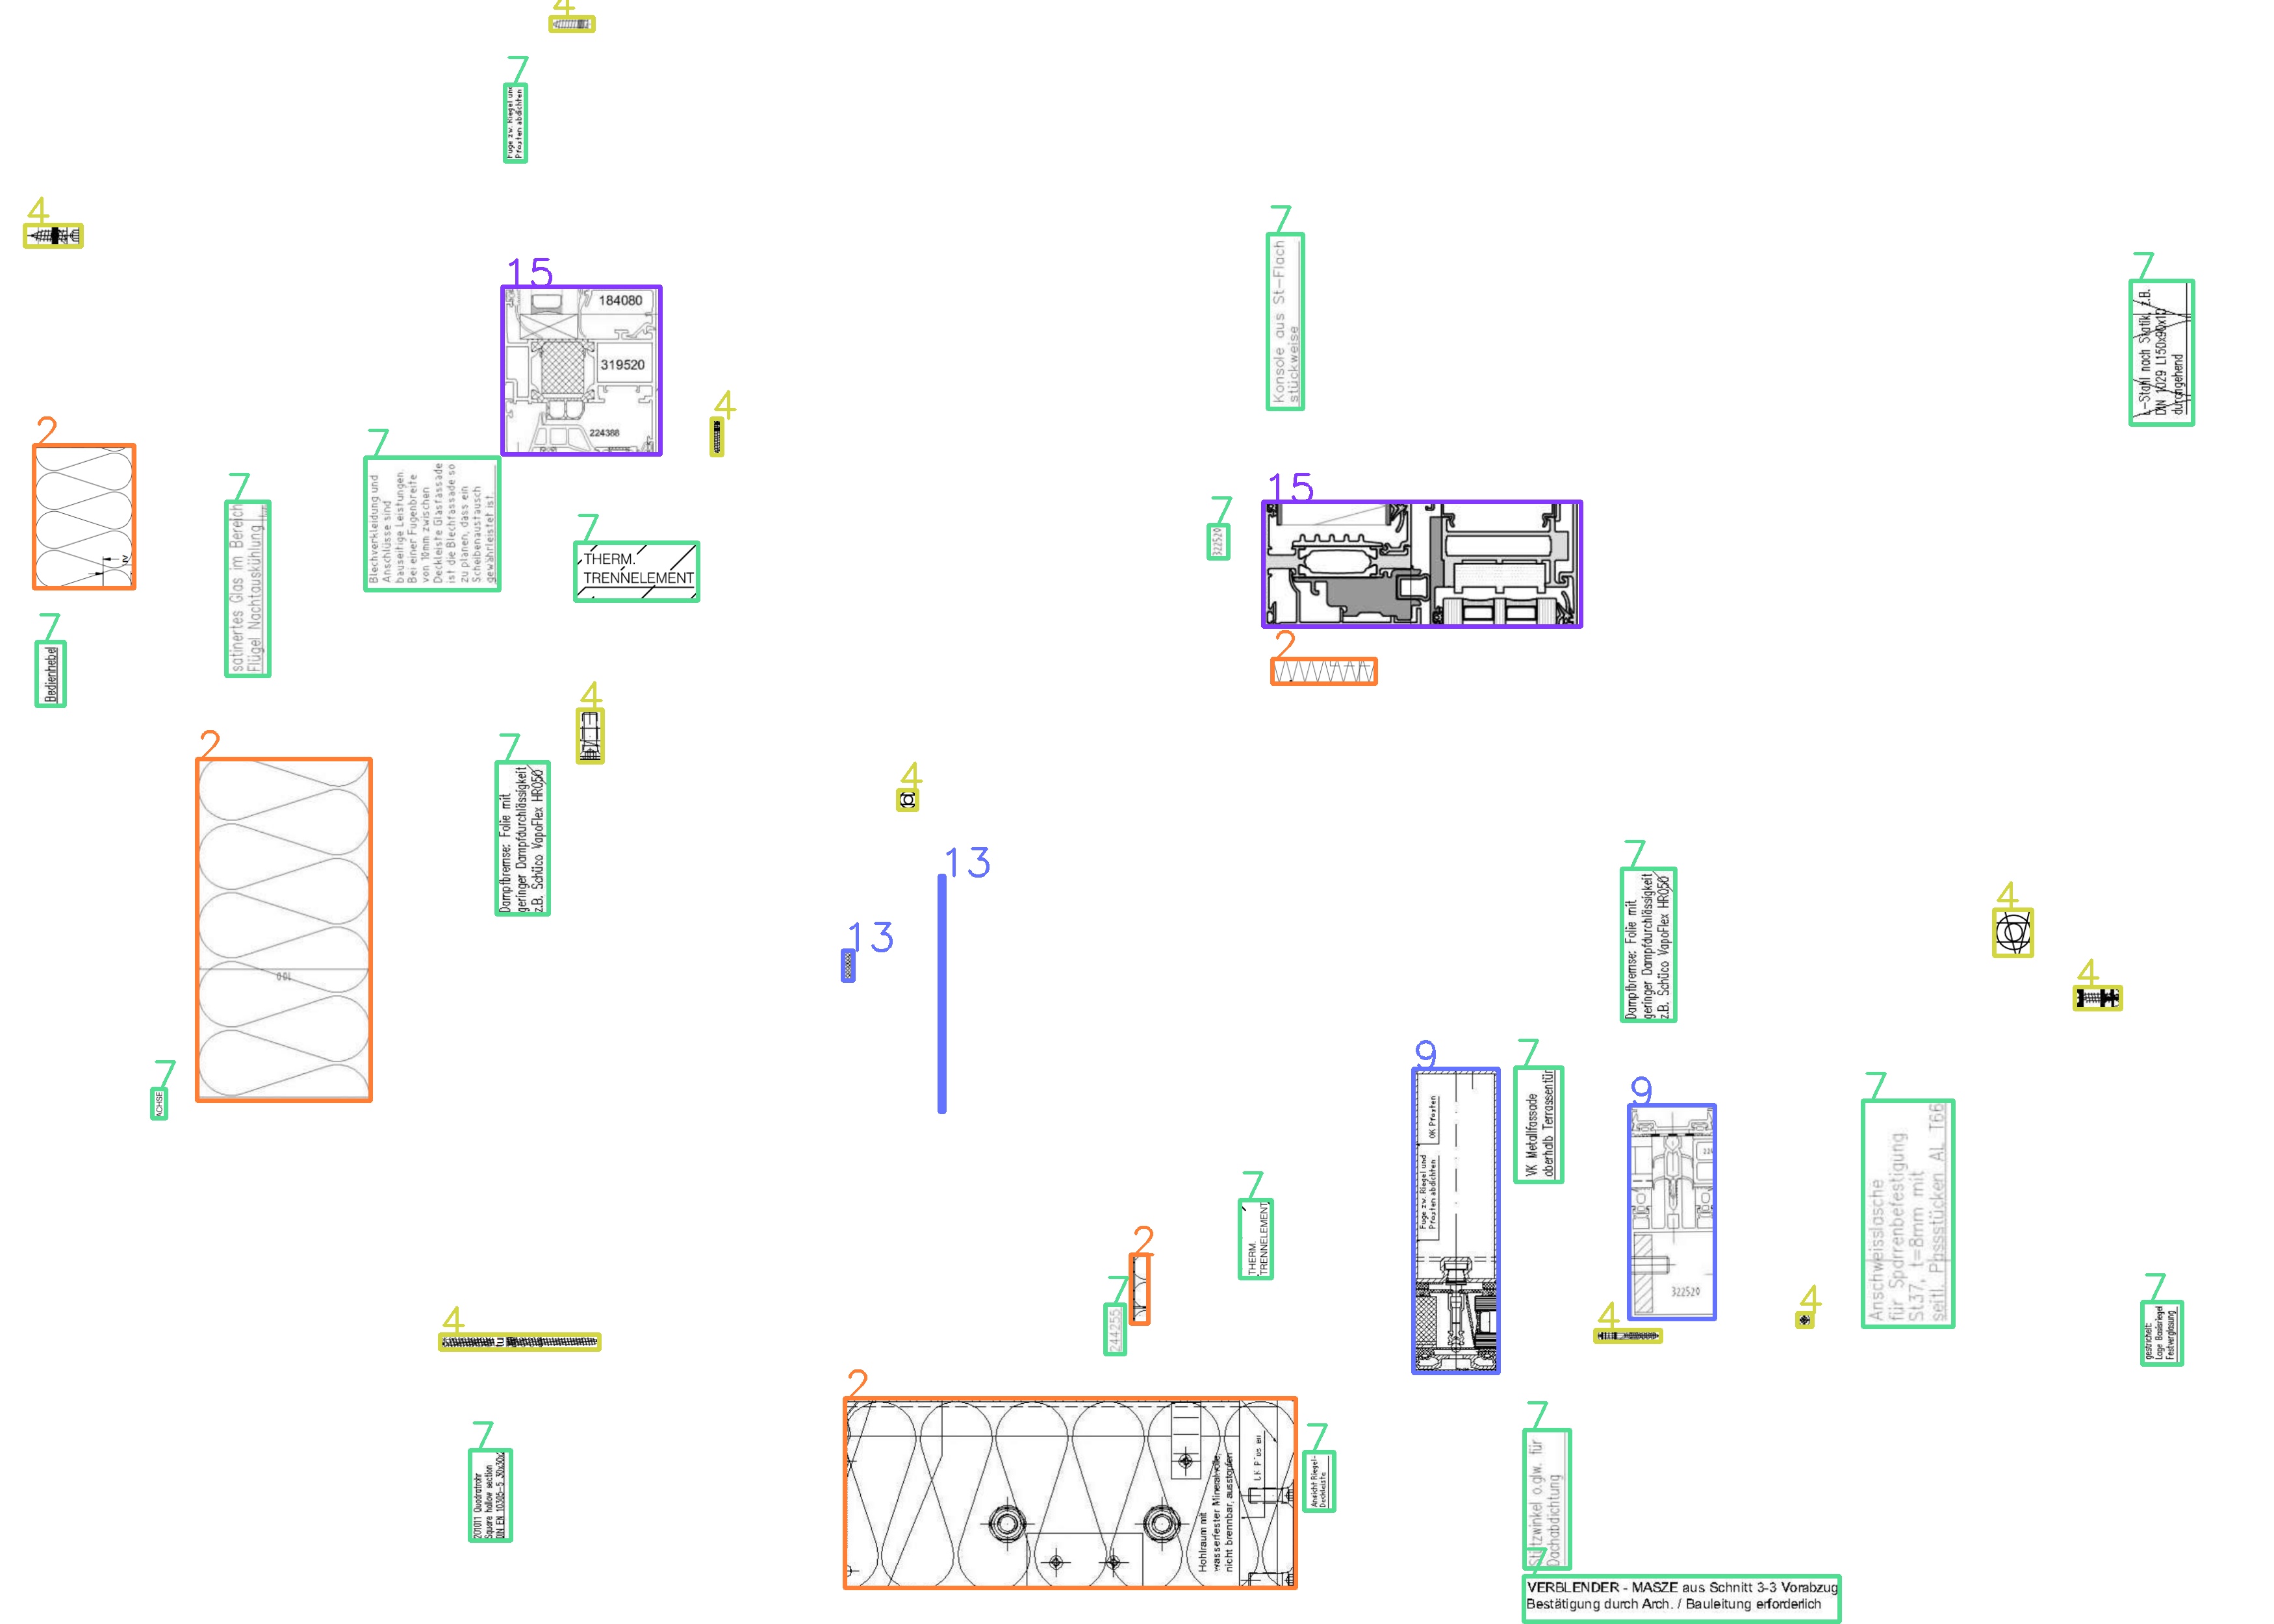 4
7
Fuge zw. Riegel und
Pfosten abdichten
4
7
Konsole aus St-Flach
stückweise
7
L-Stahl nach Statik, z.B.
DIN 1029 L150x90x10
durchgehend
15
184080
319520
224388
4
2
7
Blechverkleidung und
Anschlüsse sind
bauseitige Leistungen.
Bei einer Fugenbreite
von 10mm zwischen
Deckleiste Glasfassade
ist die Blechfassade so
zu planen, dass ein
Scheibenaustausch
gewährleistet ist.
7
satiniertes Glas im Bereich
Flügel Nachtauskühlung
7
THERM.
TRENNELEMENT
7
322520
15
2
7
Bedienhebel
4
2
100
7
Dampfbremse: Folie mit
geringer Dampfdurchlässigkeit
z.B. Schüco VapoFlex HR050
4
13
13
7
Dampfbremse: Folie mit
geringer Dampfdurchlässigkeit
z.B. Schüco VapoFlex HR050
4
4
7
ACHSE
9
OK Pfosten
Fuge zw. Riegel und
Pfosten abdichten
7
VK Metallfassade
oberhalb Terrassentür
9
322520
7
Anschweisslasche
für Sparrenbefestigung
St37, t=8mm mit
seitl. Passstücken AL T66
7
THERM.
TRENNELEMENT
2
7
244255
4
4
4
7
gestrichelt:
Lage Basisriegel
Festverglasung
2
Hohlraum mit
wasserfester Mineralwolle,
nicht brennbar, ausstopfen
7
Ansicht Riegel-
Deckleiste
7
201011 Quadratrohr
Square hollow section
DIN EN 10305-5 30x30x2
7
Stützwinkel o.glw. für
Dachabdichtung
7
VERBLENDER - MASZE aus Schnitt 3-3 Vorabzug
Bestätigung durch Arch. / Bauleitung erforderlich